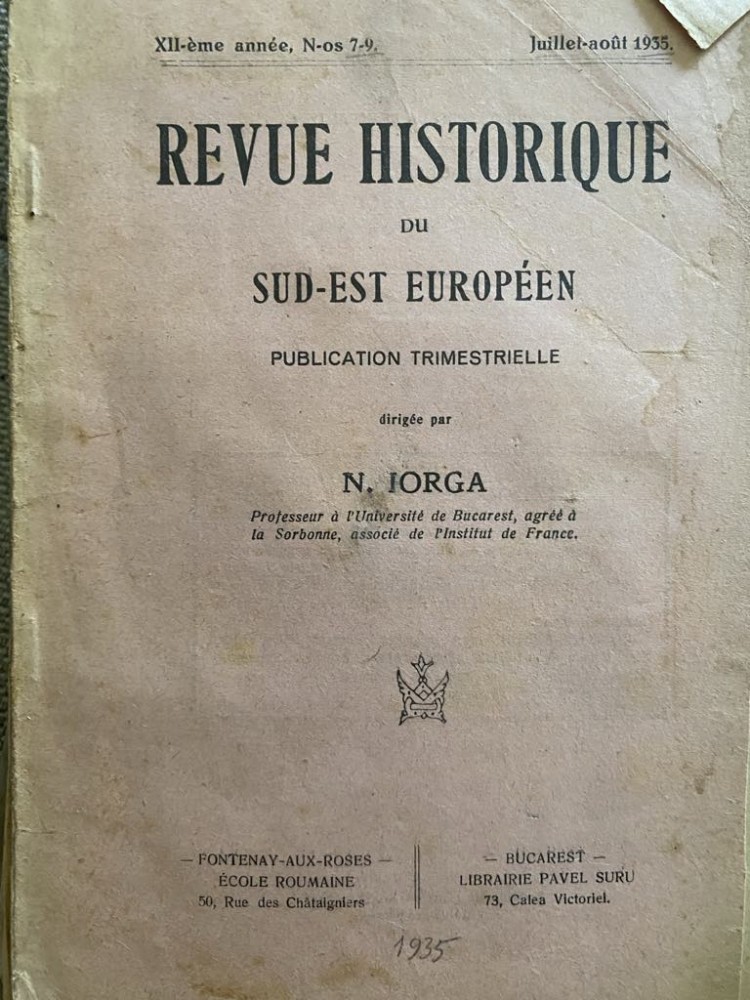 XII-ème année, N-os 7-9. Juillet-août 1935.
REVUE HISTORIQUE
DU
SUD-EST EUROPÉEN
PUBLICATION TRIMESTRIELLE
dirigée par
N. IORGA
Professeur à l'Université de Bucarest, agréé à
la Sorbonne, associé de l'Institut de France.
— FONTENAY-AUX-ROSES —
ÉCOLE ROUMAINE
50, Rue des Châtaigniers
— BUCAREST —
LIBRAIRIE PAVEL SURU
73, Calea Victoriei.
1935